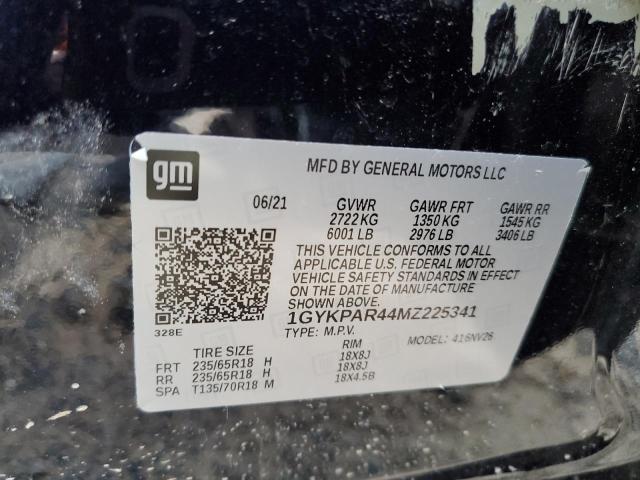 gm
MFD BY GENERAL MOTORS LLC
06/21 GVWR GAWR FRT GAWR RR
2722 KG 1350 KG 1545 KG
6001 LB 2976 LB 3406 LB
THIS VEHICLE CONFORMS TO ALL
APPLICABLE U.S. FEDERAL MOTOR
VEHICLE SAFETY STANDARDS IN EFFECT
ON THE DATE OF MANUFACTURE
SHOWN ABOVE.
328E
1GYKPAR44MZ225341
TYPE: M.P.V. MODEL: 416NV26
TIRE SIZE RIM
FRT 235/65R18 H 18X8J
RR 235/65R18 H 18X8J
SPA T135/70R18 M 18X4.5B